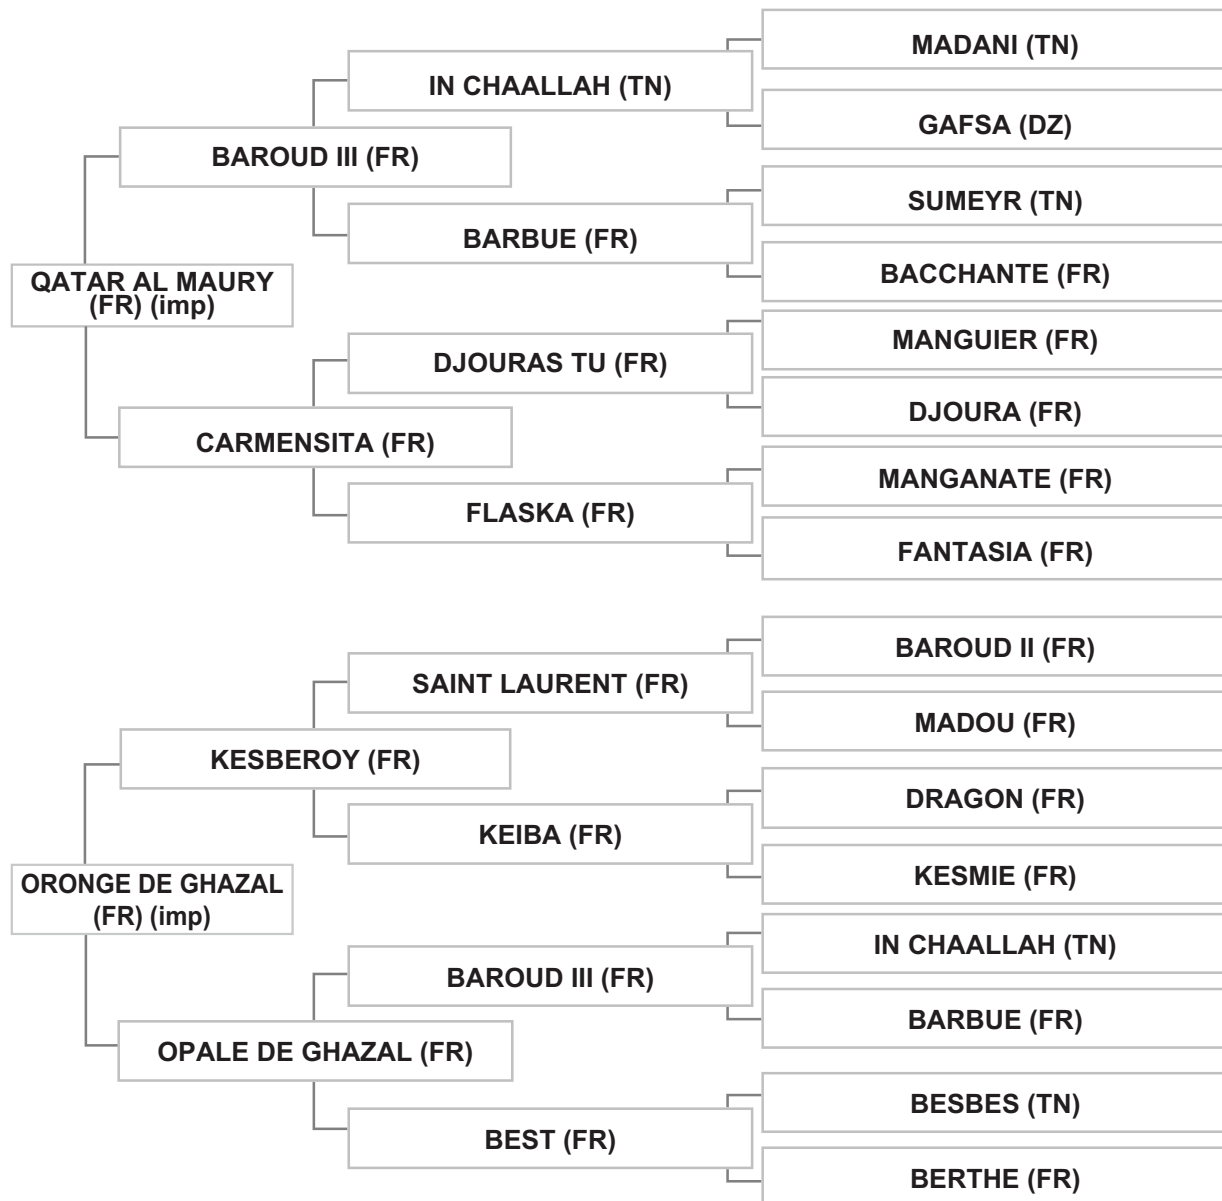 MADANI (TN)
IN CHAALLAH (TN)
GAFSA (DZ)
BAROUD III (FR)
SUMEYR (TN)
BARBUE (FR)
BACCHANTE (FR)
QATAR AL MAURY
(FR) (imp)
MANGUIER (FR)
DJOURAS TU (FR)
DJOURA (FR)
CARMENSITA (FR)
MANGANATE (FR)
FLASKA (FR)
FANTASIA (FR)
BAROUD II (FR)
SAINT LAURENT (FR)
MADOU (FR)
KESBEROY (FR)
DRAGON (FR)
KEIBA (FR)
KESMIE (FR)
ORONGE DE GHAZAL
(FR) (imp)
IN CHAALLAH (TN)
BAROUD III (FR)
BARBUE (FR)
OPALE DE GHAZAL (FR)
BESBES (TN)
BEST (FR)
BERTHE (FR)